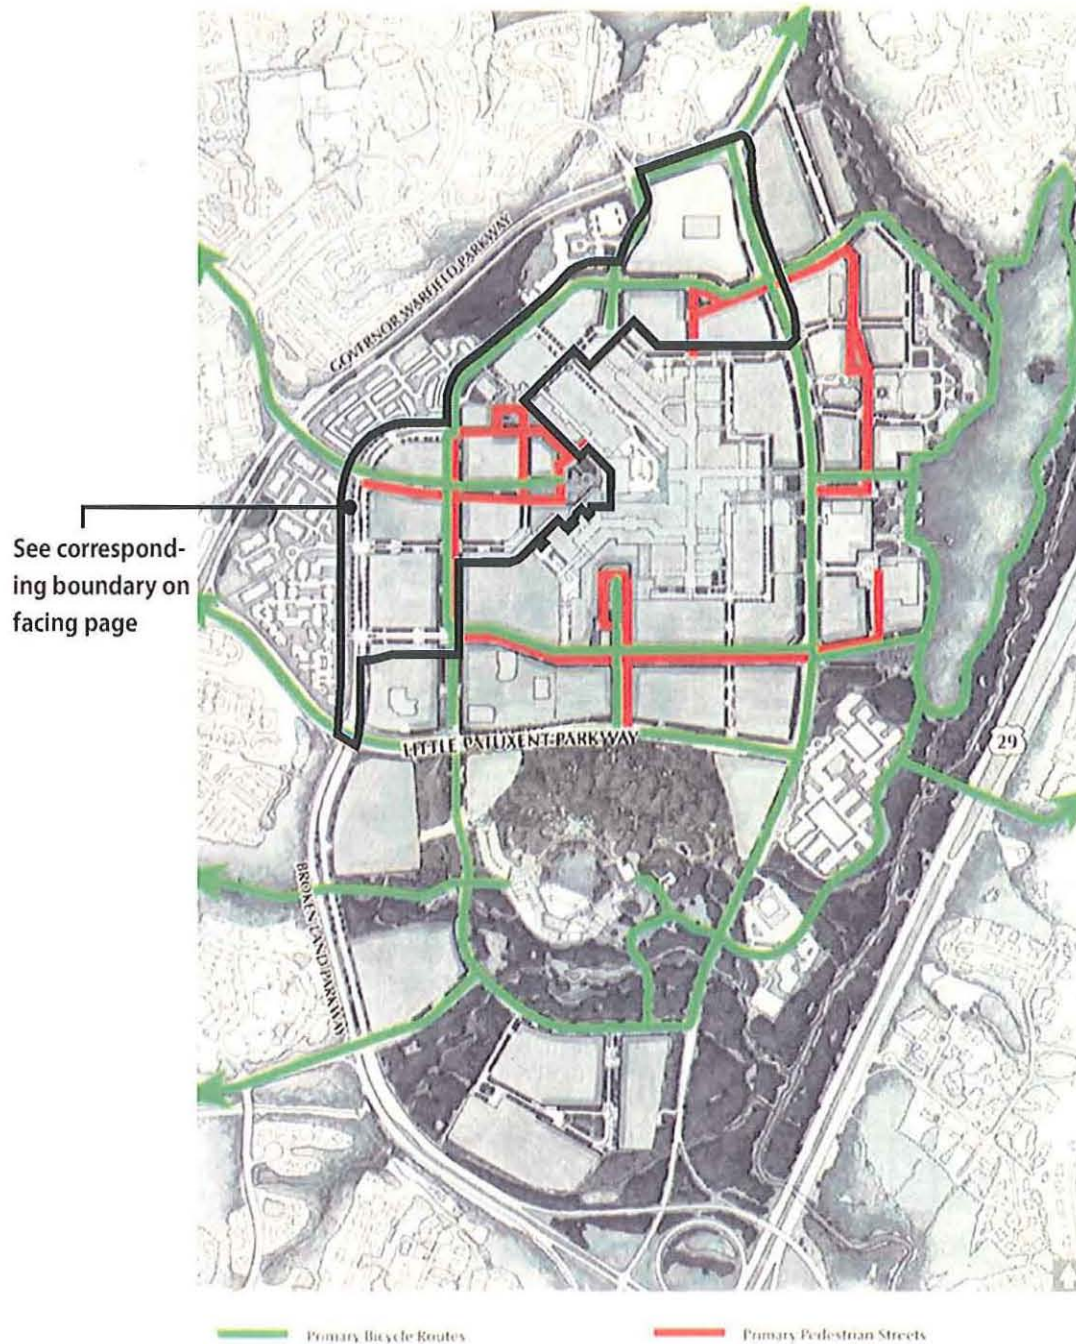 GOVERNOR WARFIELD PARKWAY
See correspond-
ing boundary on
facing page
LITTLE PATUXENT PARKWAY
29
BROKEN LAND PARKWAY
Primary Bicycle Routes
Primary Pedestrian Streets